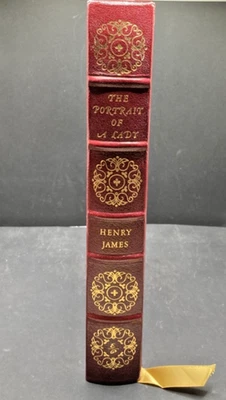 THE
PORTRAIT
OF
A LADY
HENRY
JAMES